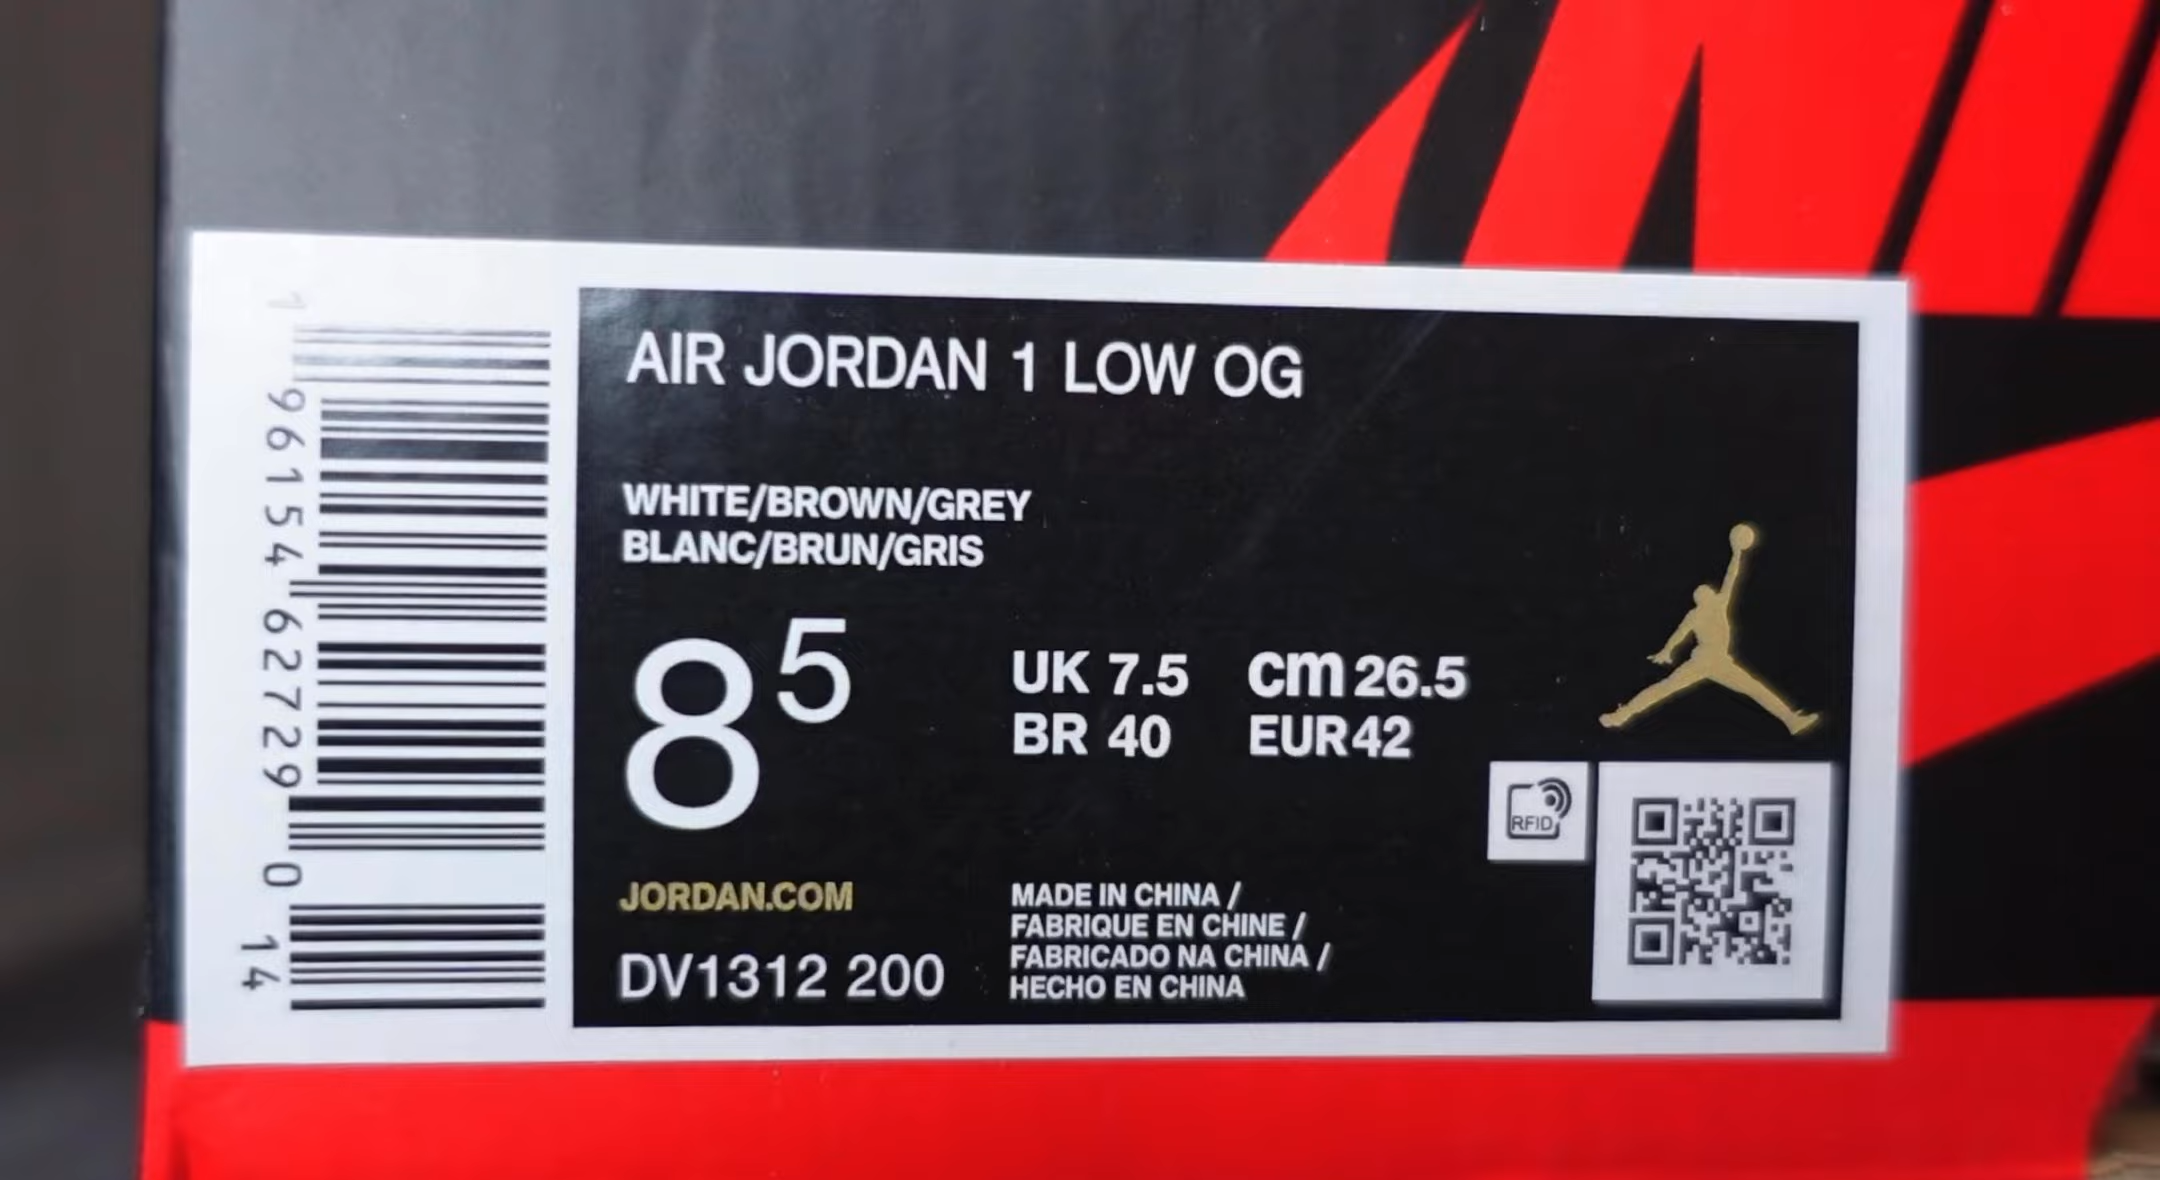 1 96154 62729 0 14
AIR JORDAN 1 LOW OG
WHITE/BROWN/GREY
BLANC/BRUN/GRIS
8 5
UK 7.5 cm 26.5
BR 40 EUR 42
RFID
JORDAN.COM
DV1312 200
MADE IN CHINA /
FABRIQUE EN CHINE /
FABRICADO NA CHINA /
HECHO EN CHINA